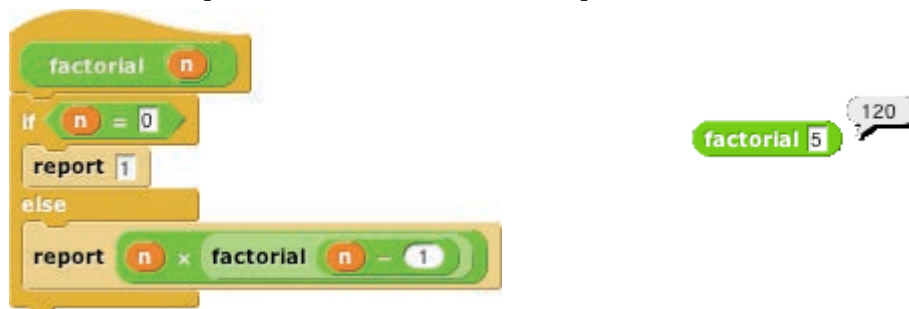 factorial n
if n = 0
report 1
else
report n × factorial n - 1
factorial 5
120